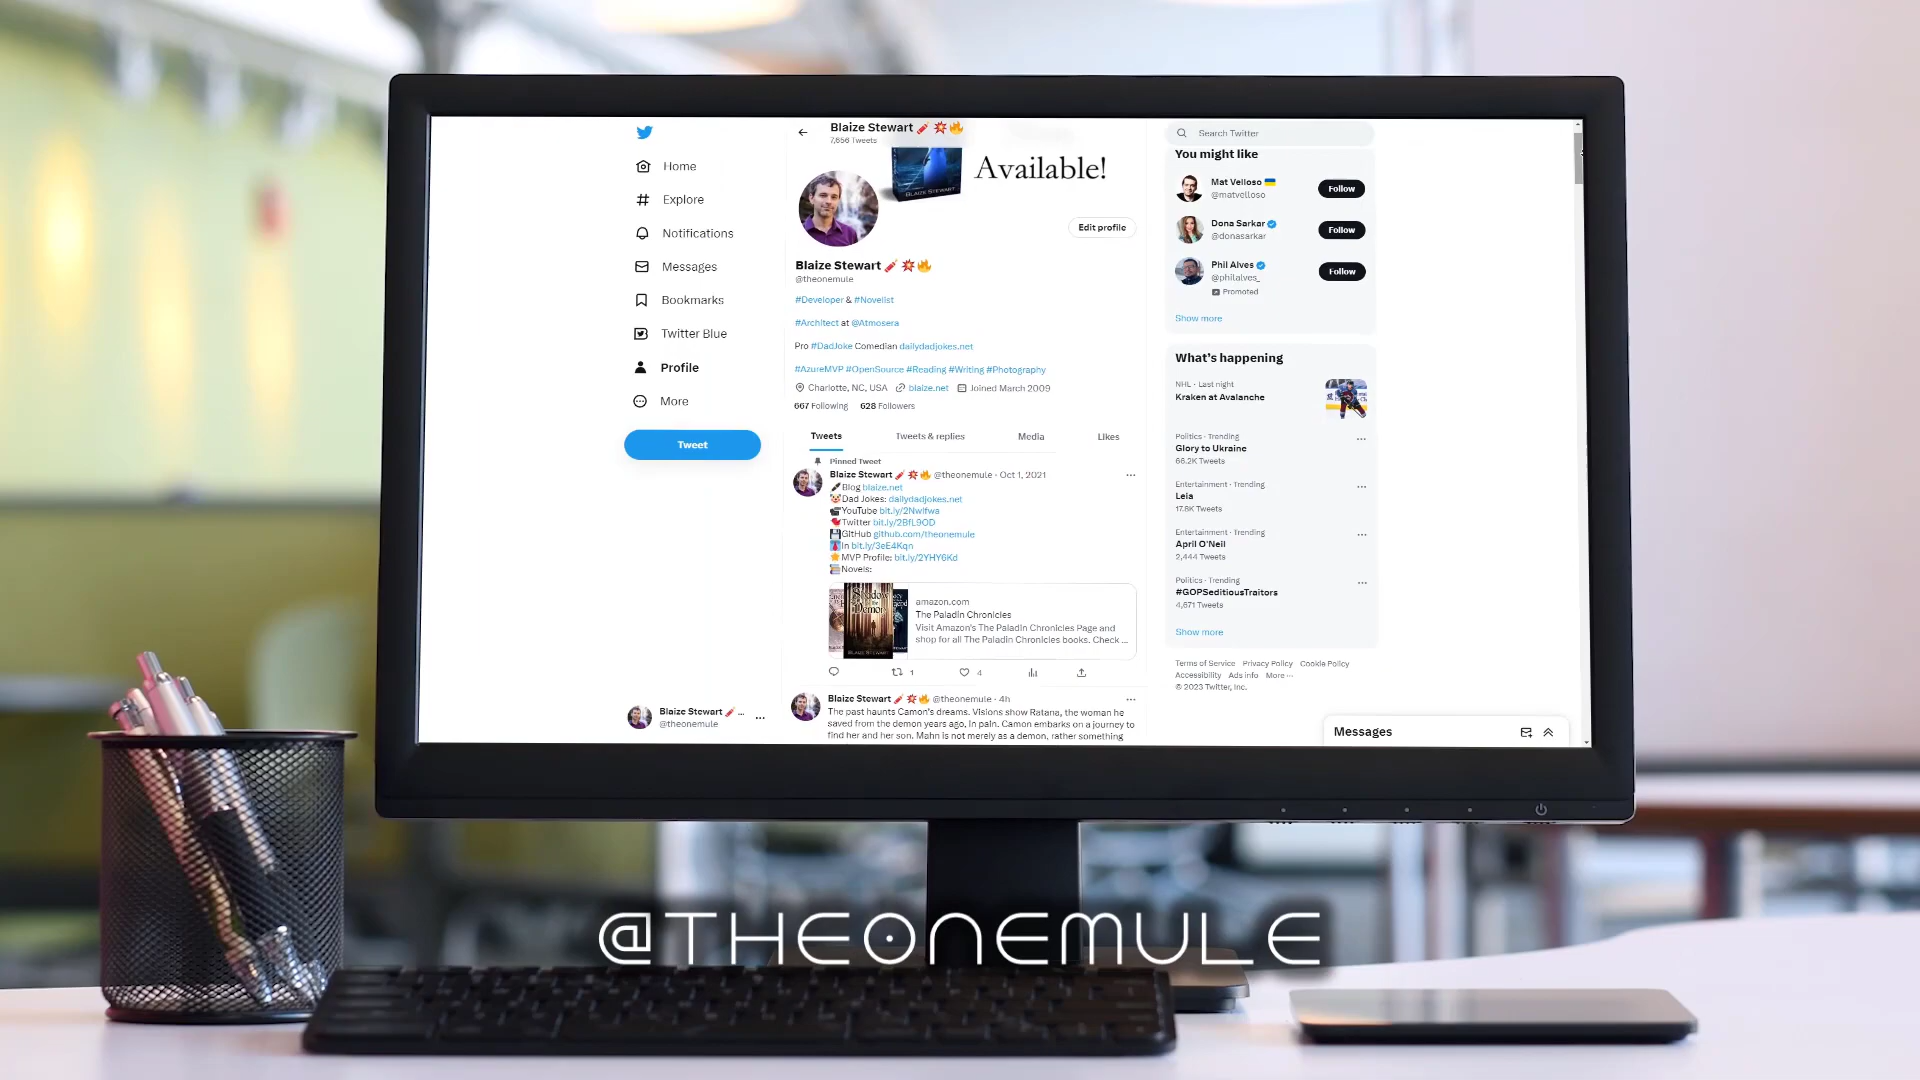 Blaize Stewart 🧨 💥🔥
7,656 Tweets
Available!
BLAIZE STEWART
Edit profile
Home
Explore
Notifications
Messages
Bookmarks
Twitter Blue
Profile
More
Tweet
Blaize Stewart 🧨 ...
@theonemule
Blaize Stewart 🧨 💥🔥
@theonemule
#Developer & #Novelist
#Architect at @Atmosera
Pro #DadJoke Comedian dailydadjokes.net
#AzureMVP #OpenSource #Reading #Writing #Photography
Charlotte, NC, USA blaize.net Joined March 2009
667 Following 628 Followers
Tweets Tweets & replies Media Likes
Pinned Tweet
Blaize Stewart 🧨 💥🔥 @theonemule · Oct 1, 2021
Blog blaize.net
Dad Jokes: dailydadjokes.net
YouTube bit.ly/2NwIfwa
Twitter bit.ly/2BfL9OD
GitHub github.com/theonemule
In bit.ly/3eE4Kqn
MVP Profile: bit.ly/2YHY6Kd
Novels:
BLAIZE STEWART
amazon.com
The Paladin Chronicles
Visit Amazon's The Paladin Chronicles Page and
shop for all The Paladin Chronicles books. Check ...
1 4
Blaize Stewart 🧨 💥🔥 @theonemule · 4h
The past haunts Camon's dreams. Visions show Ratana, the woman he
saved from the demon years ago, in pain. Camon embarks on a journey to
find her and her son. Mahn is not merely as a demon, rather something
Search Twitter
You might like
Mat Velloso 🇺🇦
@matvelloso
Follow
Dona Sarkar
@donasarkar
Follow
Phil Alves
@philalves_
Promoted
Follow
Show more
What's happening
NHL · Last night
Kraken at Avalanche
Politics · Trending
Glory to Ukraine
66.2K Tweets
Entertainment · Trending
Leia
17.8K Tweets
Entertainment · Trending
April O'Neil
2,444 Tweets
Politics · Trending
#GOPSeditiousTraitors
4,671 Tweets
Show more
Terms of Service Privacy Policy Cookie Policy
Accessibility Ads info More ···
© 2023 Twitter, Inc.
Messages
@THEONEMULE